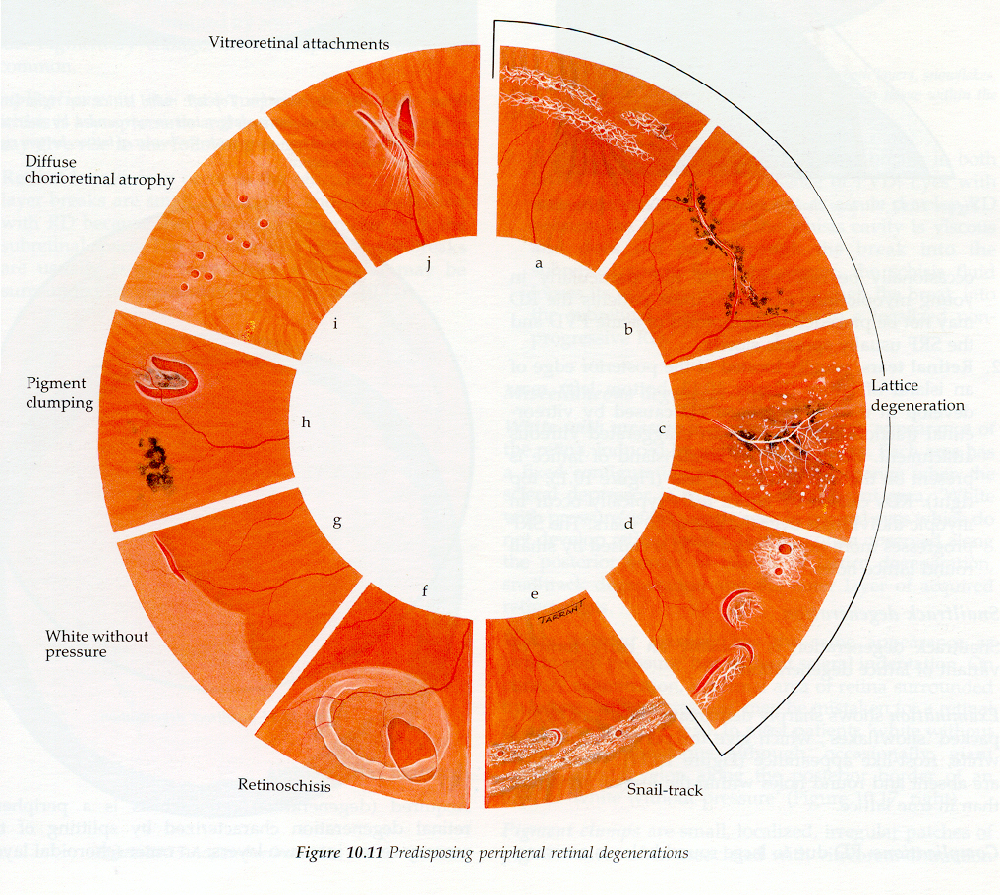 Vitreoretinal attachments
Diffuse
chorioretinal atrophy
Pigment
clumping
White without
pressure
Retinoschisis
Snail-track
Lattice
degeneration
a
b
c
d
e
f
g
h
i
j
TARRANT
Figure 10.11 Predisposing peripheral retinal degenerations